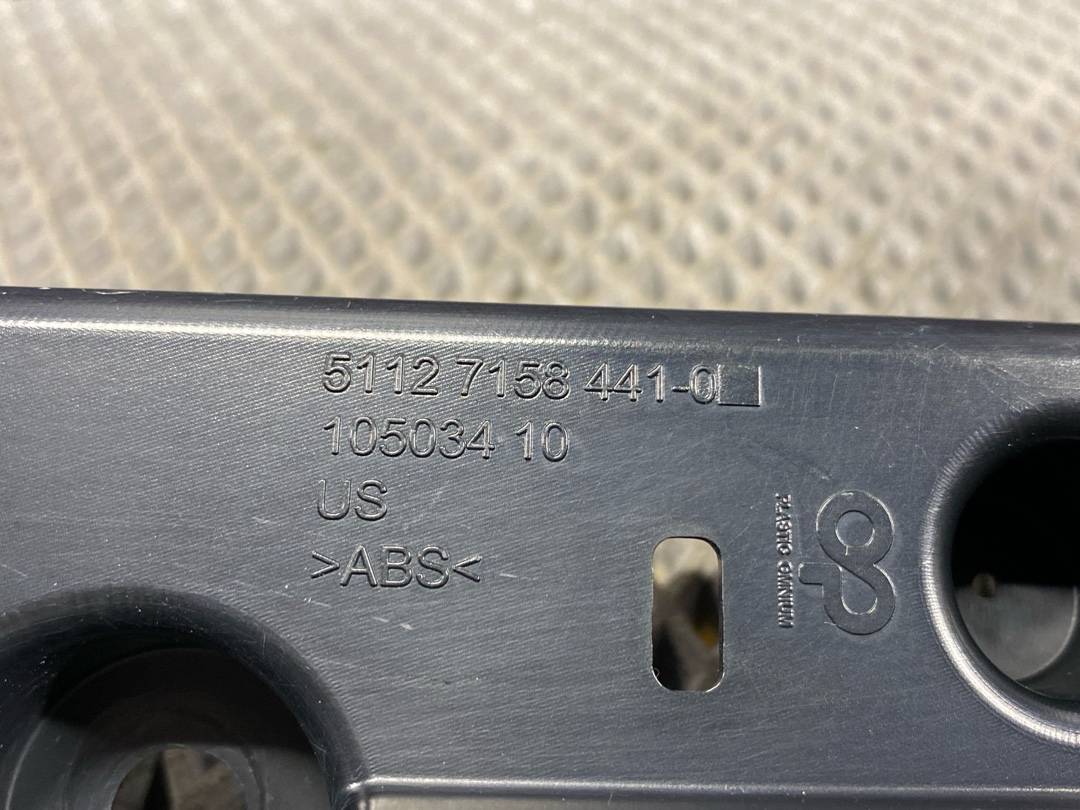 5112 7158 441-0
105034 10
US
>ABS<
PLASTIC OMNIUM